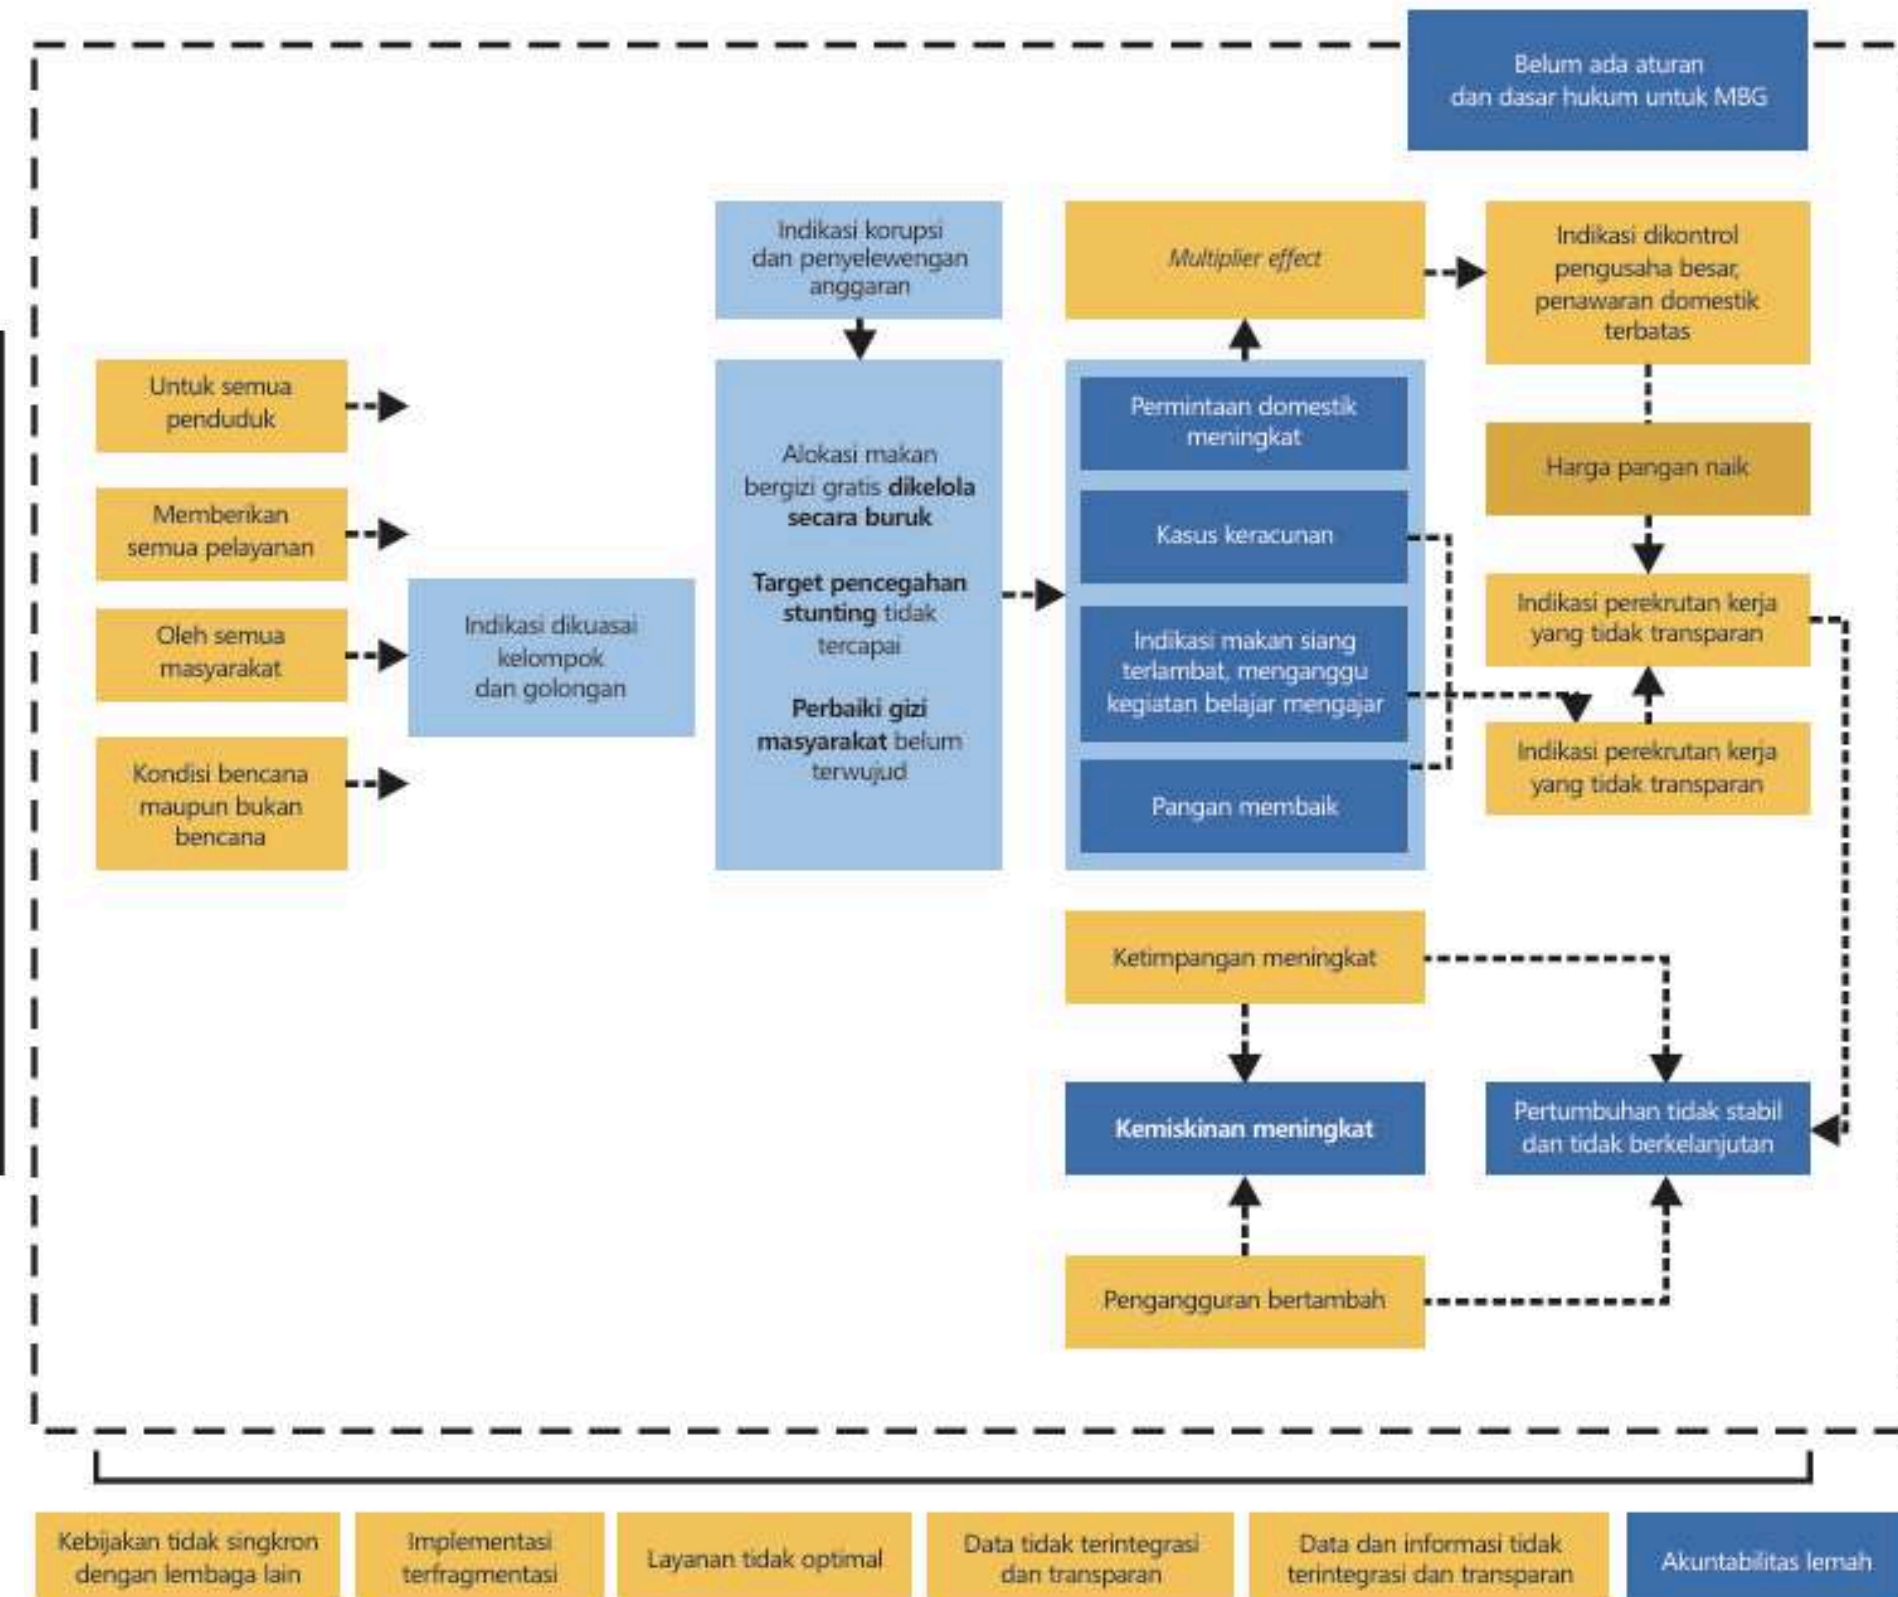 Belum ada aturan
dan dasar hukum untuk MBG
Indikasi korupsi
dan penyelewengan
anggaran
Multiplier effect
Indikasi dikontrol
pengusaha besar,
penawaran domestik
terbatas
Untuk semua
penduduk
Memberikan
semua pelayanan
Oleh semua
masyarakat
Kondisi bencana
maupun bukan
bencana
Indikasi dikuasai
kelompok
dan golongan
Alokasi makan
bergizi gratis dikelola
secara buruk
Target pencegahan
stunting tidak
tercapai
Perbaiki gizi
masyarakat belum
terwujud
Permintaan domestik
meningkat
Kasus keracunan
Indikasi makan siang
terlambat, menganggu
kegiatan belajar mengajar
Pangan membaik
Harga pangan naik
Indikasi perekrutan kerja
yang tidak transparan
Indikasi perekrutan kerja
yang tidak transparan
Ketimpangan meningkat
Kemiskinan meningkat
Pertumbuhan tidak stabil
dan tidak berkelanjutan
Pengangguran bertambah
Kebijakan tidak singkron
dengan lembaga lain
Implementasi
terfragmentasi
Layanan tidak optimal
Data tidak terintegrasi
dan transparan
Data dan informasi tidak
terintegrasi dan transparan
Akuntabilitas lemah